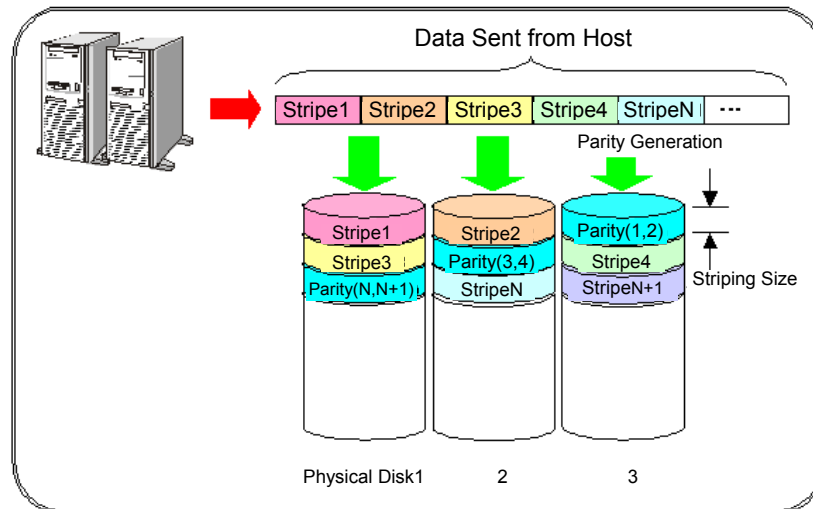 Data Sent from Host
Stripe1 Stripe2 Stripe3 Stripe4 StripeN ---
Parity Generation
Stripe1 Stripe2 Parity(1,2)
Stripe3 Parity(3,4) Stripe4
Parity(N,N+1) StripeN StripeN+1
Striping Size
Physical Disk1 2 3